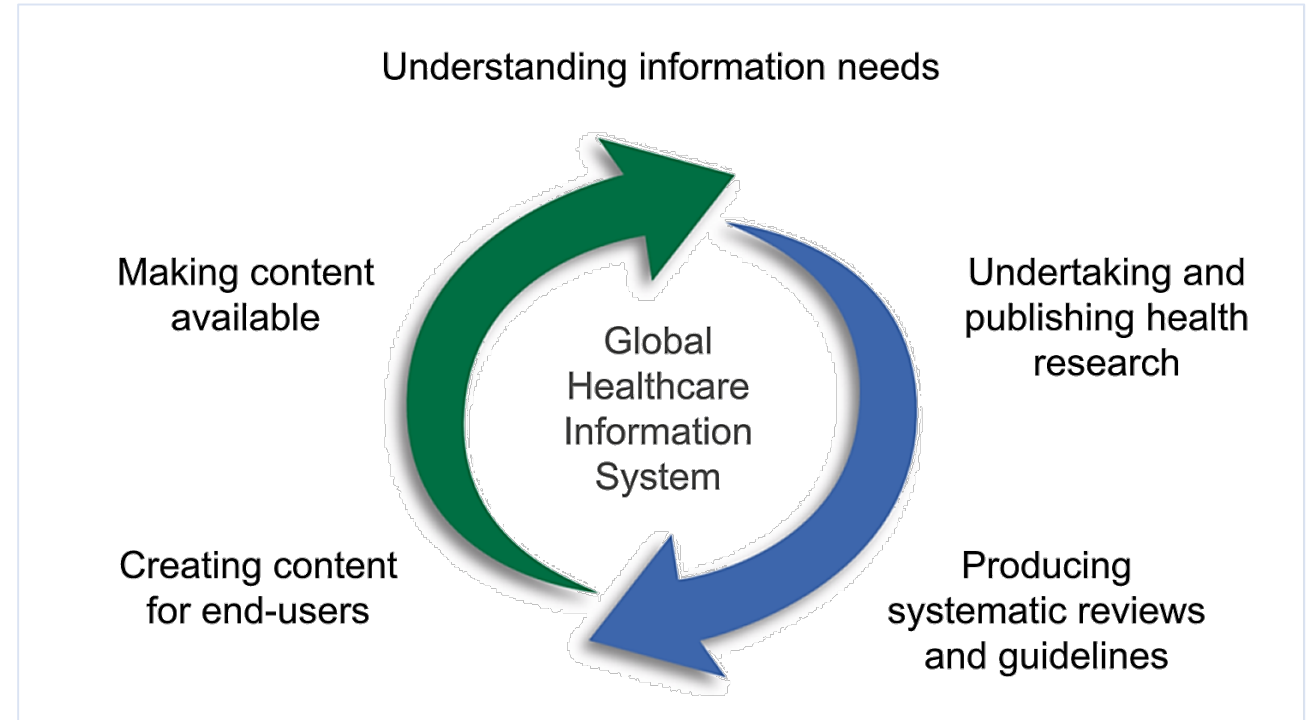 Understanding information needs
Making content
available
Undertaking and
publishing health
research
Global
Healthcare
Information
System
Creating content
for end-users
Producing
systematic reviews
and guidelines